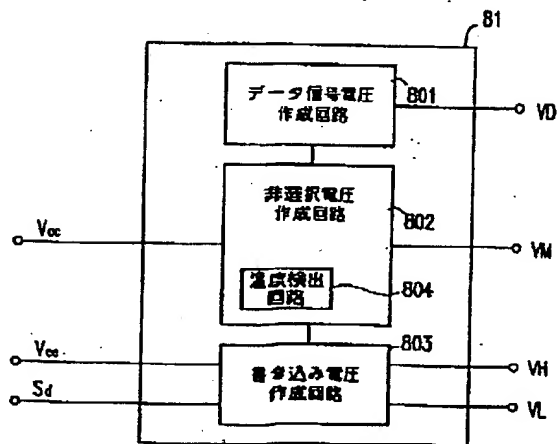 81
データ信号電圧
作成回路
801
VD
非選択電圧
作成回路
802
Vcc
VM
温度検出
回路
804
803
Vcc
書き込み電圧
作成回路
VH
Sd
VL